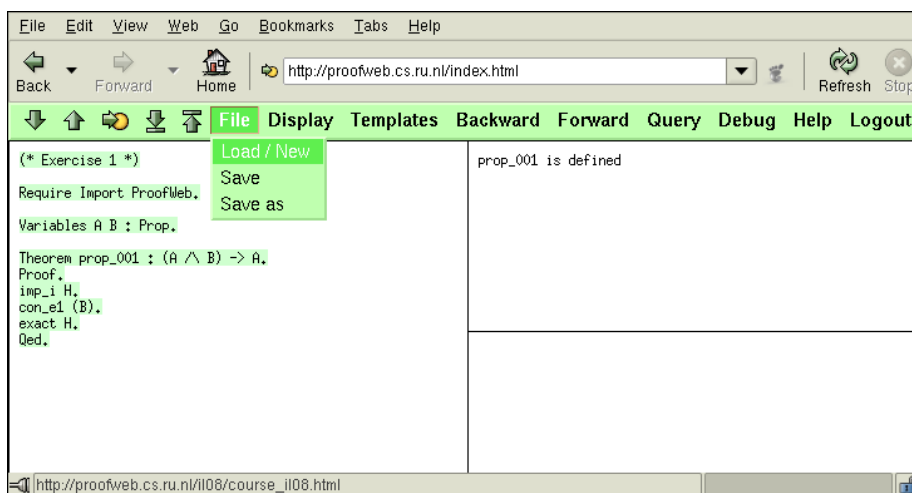 File Edit View Web Go Bookmarks Tabs Help
http://proofweb.cs.ru.nl/index.html
Back Forward Home Refresh Stop
File Display Templates Backward Forward Query Debug Help Logout
Load / New
Save
Save as
(* Exercise 1 *)
Require Import ProofWeb.
Variables A B : Prop.
Theorem prop_001 : (A /\ B) -> A.
Proof.
imp_i H.
con_e1 (B).
exact H.
Qed.
prop_001 is defined
http://proofweb.cs.ru.nl/il08/course_il08.html